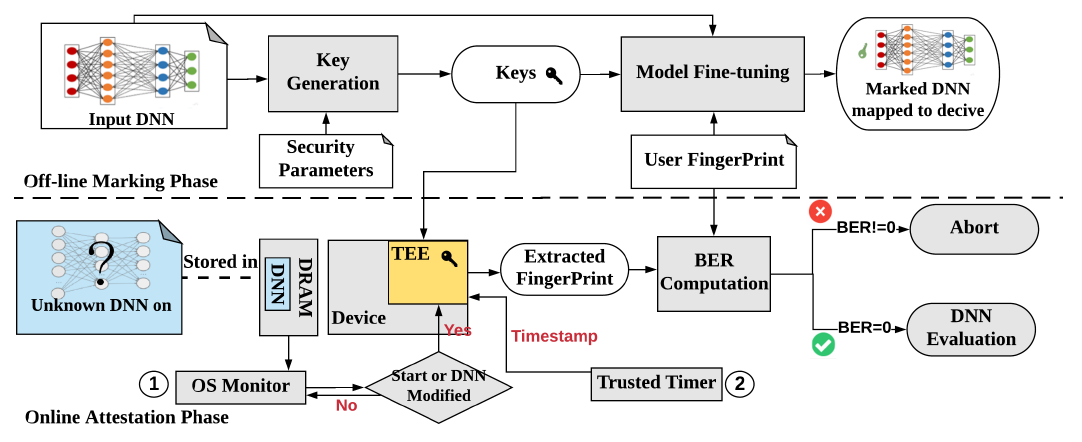 Input DNN
Key
Generation
Keys
Model Fine-tuning
Marked DNN
mapped to decive
Security
Parameters
User FingerPrint
Off-line Marking Phase
?
Unknown DNN on
Stored in
DRAM
DNN
TEE
Device
Extracted
FingerPrint
BER
Computation
BER!=0
Abort
BER=0
DNN
Evaluation
Yes
Timestamp
1
OS Monitor
Start or DNN
Modified
No
Trusted Timer
2
Online Attestation Phase